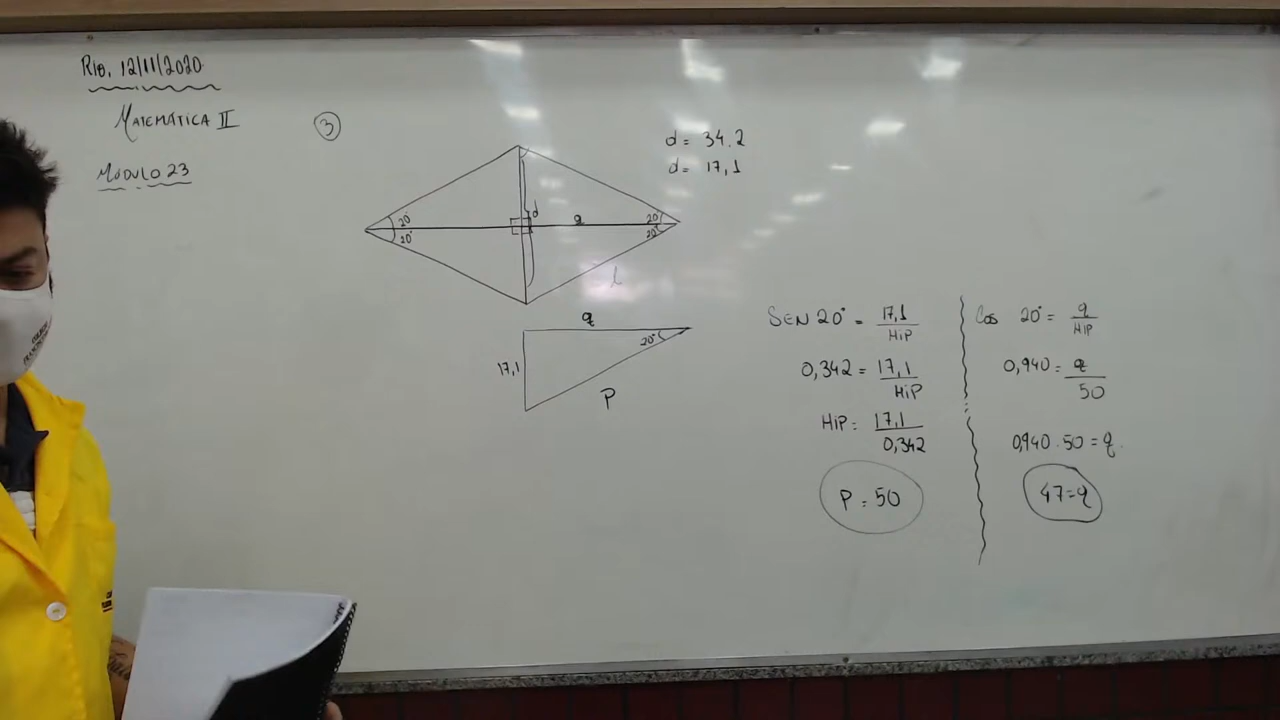 RIB, 12/11/2020
MATEMÁTICA II
MÓDULO 23
3
d = 34.2
d = 17,1
20°
20°
20°
20°
d
a
l
q
17,1
20°
P
SEN 20° = 17,1 / HIP
0,342 = 17,1 / HIP
HIP = 17,1 / 0,342
P = 50
COS 20° = q / HIP
0,940 = q / 50
0,940 . 50 = q.
47 = q